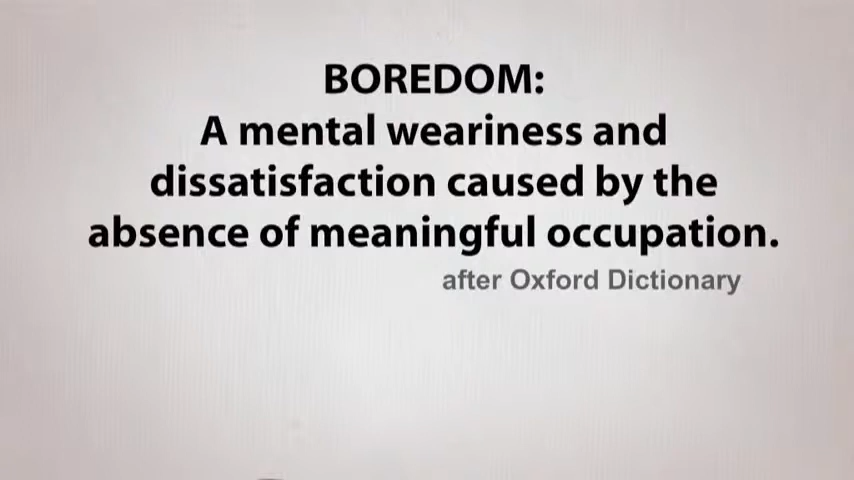 BOREDOM:
A mental weariness and
dissatisfaction caused by the
absence of meaningful occupation.
after Oxford Dictionary